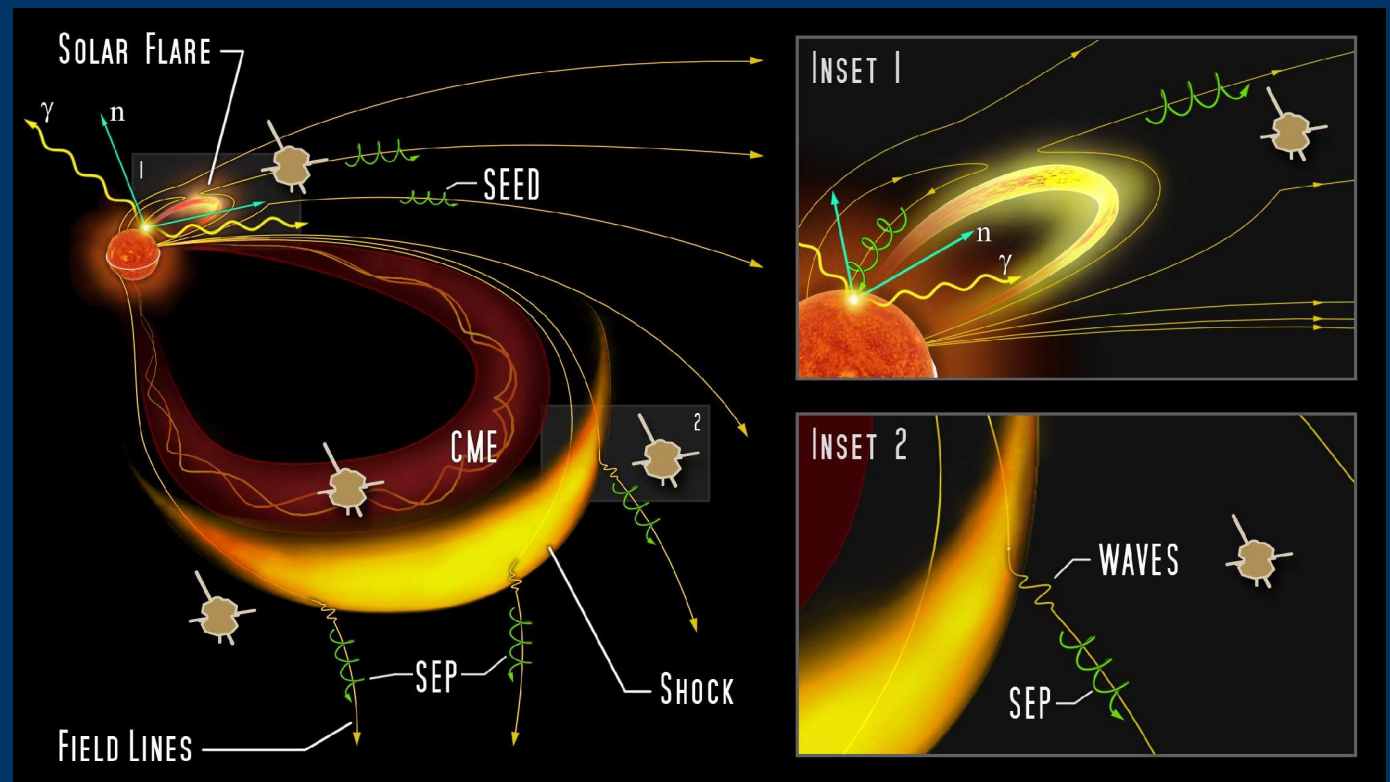 SOLAR FLARE
γ
n
1
SEED
CME
2
SEP
SHOCK
FIELD LINES
INSET 1
n
γ
INSET 2
WAVES
SEP